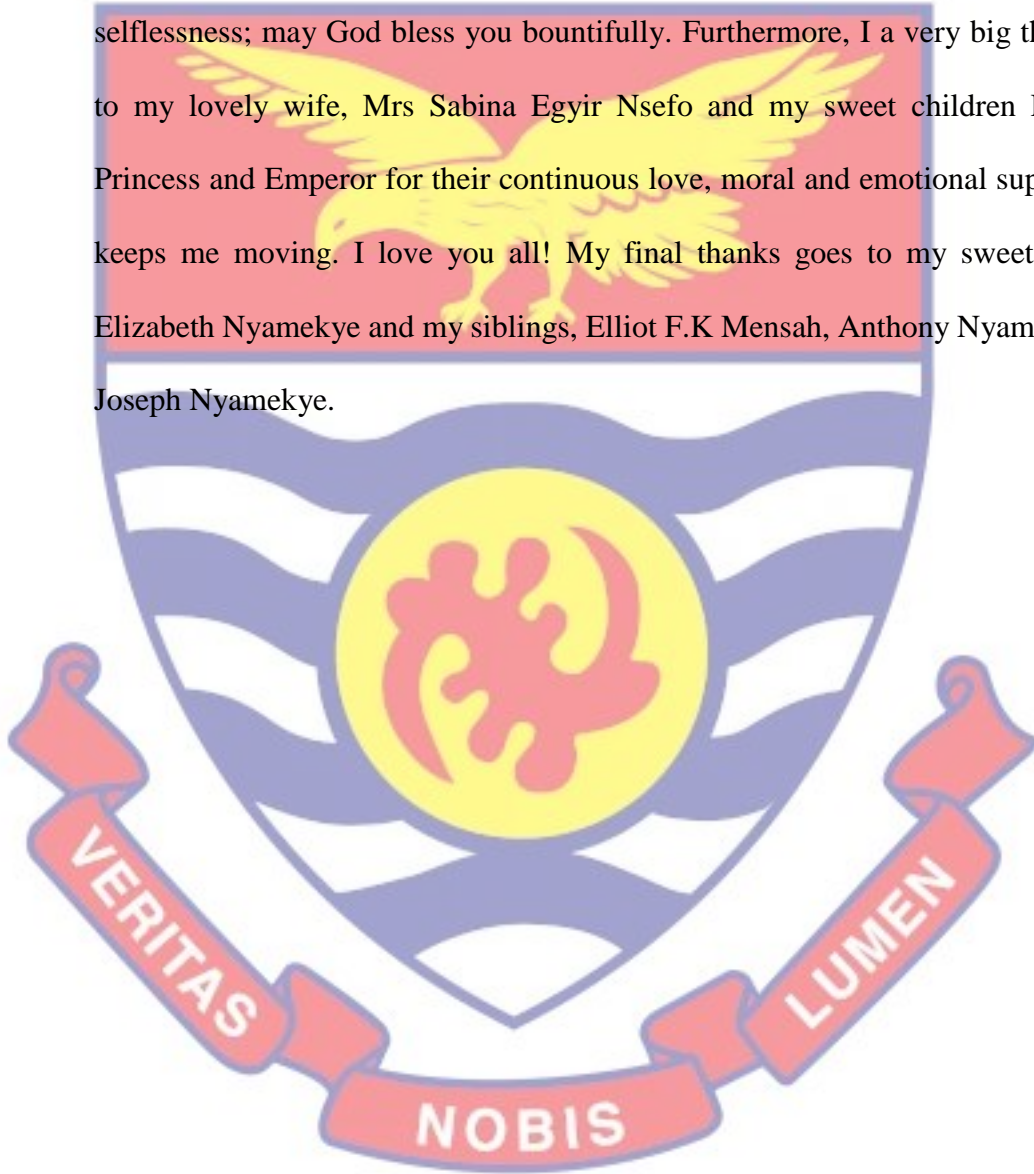 selflessness; may God bless you bountifully. Furthermore, I a very big
to my lovely wife, Mrs Sabina Egyir Nsefo and my sweet children
Princess and Emperor for their continuous love, moral and emotional
keeps me moving. I love you all! My final thanks goes to my sweet
Elizabeth Nyamekye and my siblings, Elliot F.K Mensah, Anthony
Joseph Nyamekye.
VERITAS
NOBIS
LUMEN